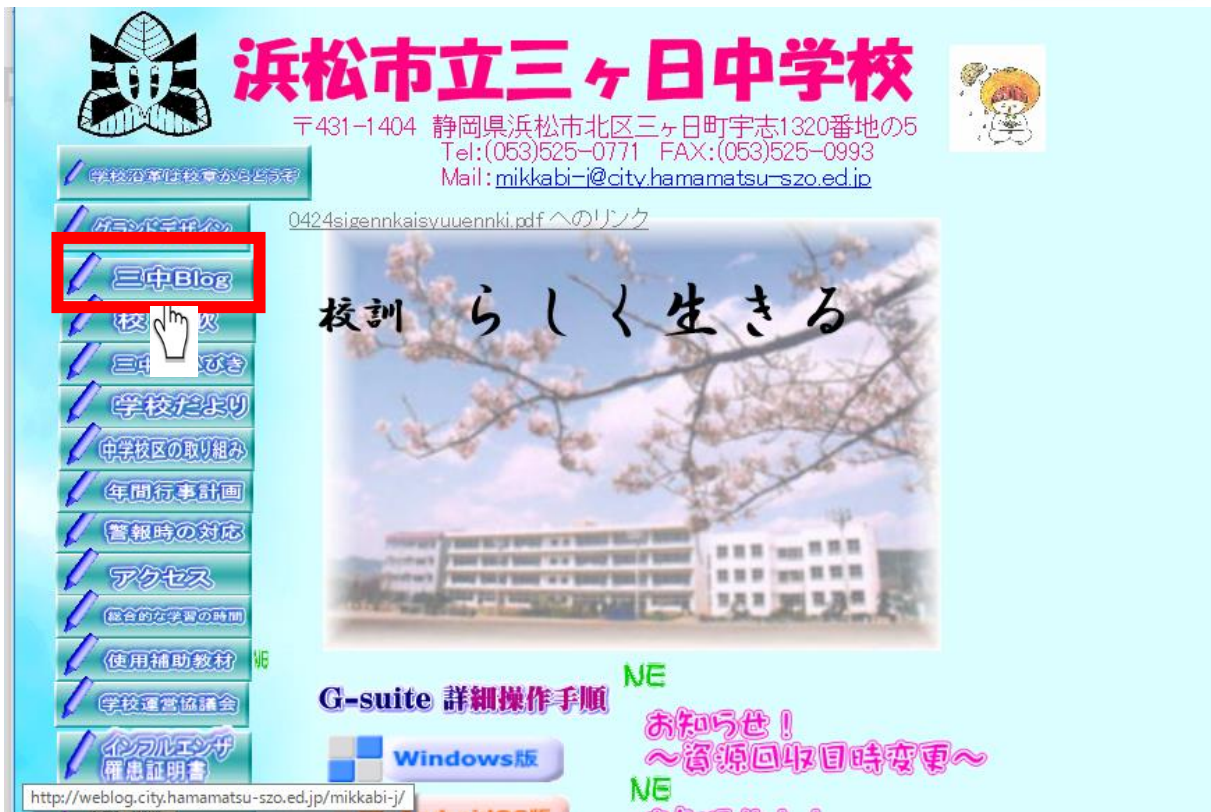 浜松市立三ヶ日中学校
〒431-1404 静岡県浜松市北区三ヶ日町宇志1320番地の5
Tel:(053)525-0771 FAX:(053)525-0993
Mail:mikkabi-j@city.hamamatsu-szo.ed.jp
学校沿革は校章からどうぞ
グランドデザイン
0424sigennkaisyuuennki.pdf へのリンク
三中Blog
校訓 らしく生きる
学校だより
中学校区の取り組み
年間行事計画
警報時の対応
アクセス
総合的な学習の時間
使用補助教材
NE
学校運営協議会
G-suite 詳細操作手順
NE
お知らせ！
～資源回収日時変更～
インフルエンザ
罹患証明書
Windows版
NE
http://weblog.city.hamamatsu-szo.ed.jp/mikkabi-j/